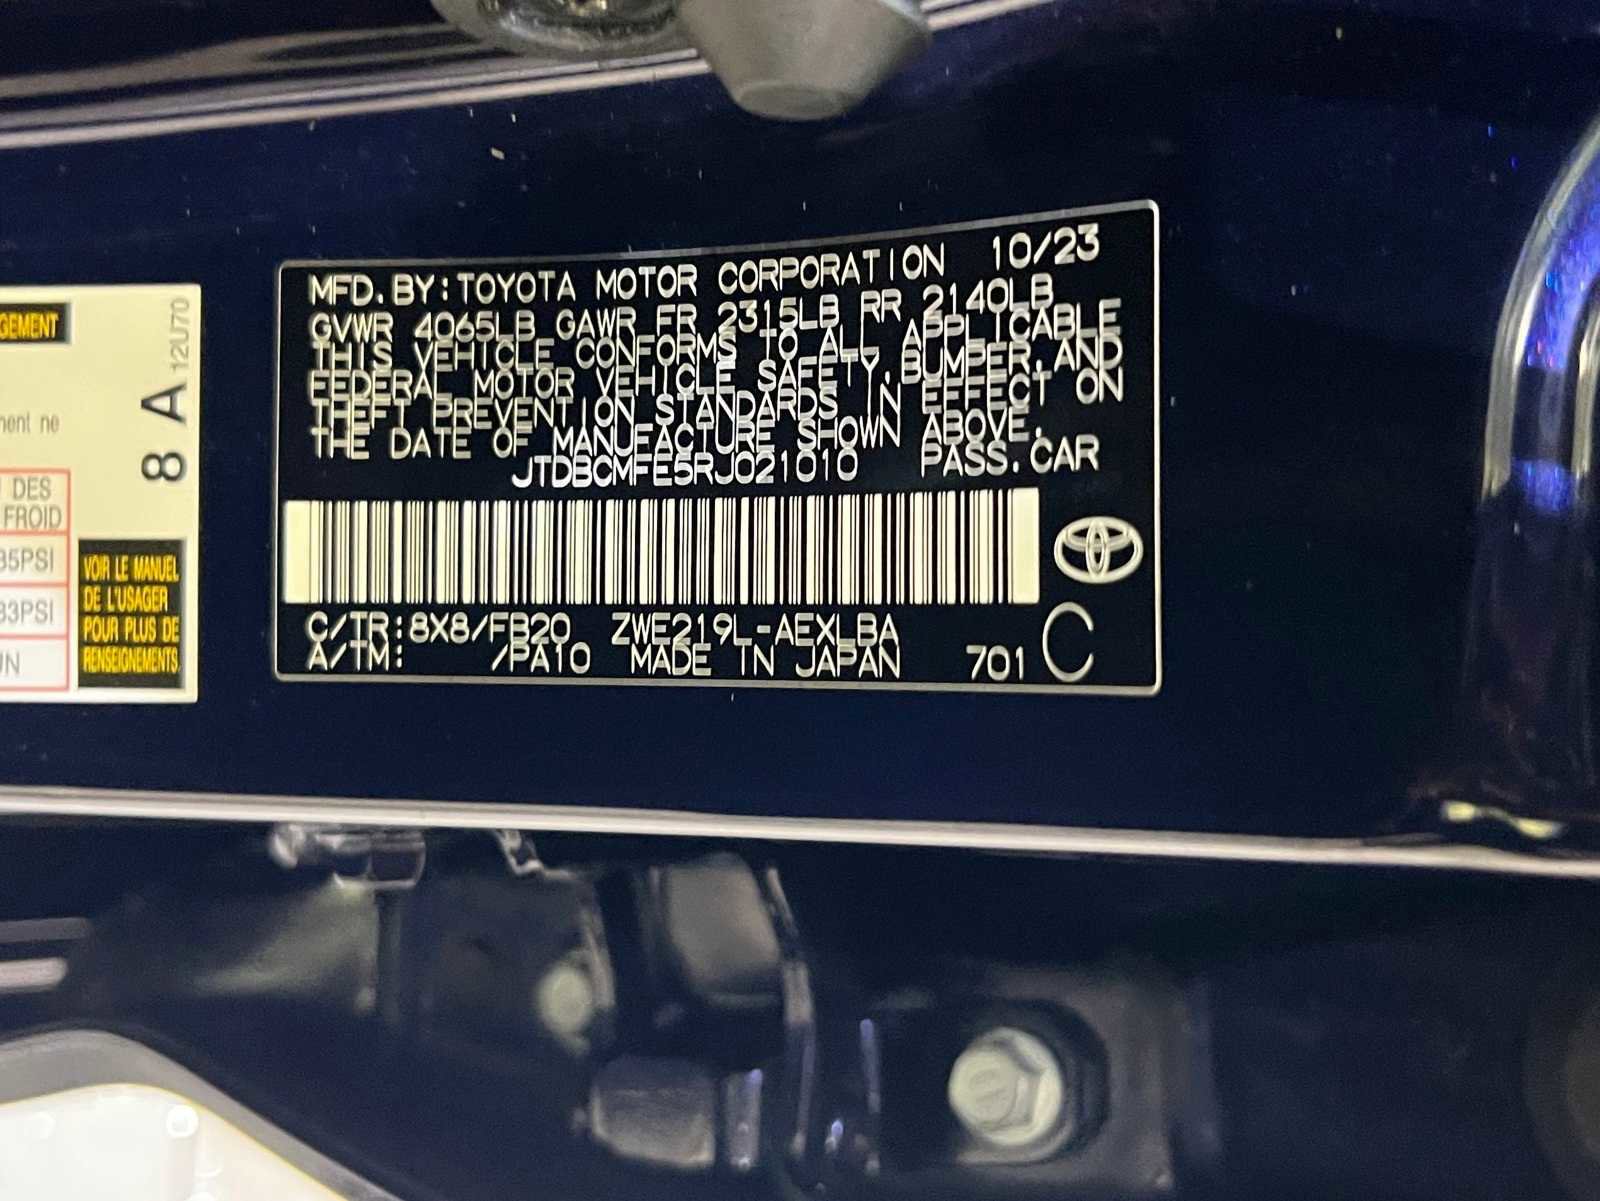 GEMENT
12U70
8 A
ment ne
DES
FROID
35PSI
33PSI
UN
VOIR LE MANUEL
DE L'USAGER
POUR PLUS DE
RENSEIGNEMENTS
MFD.BY:TOYOTA MOTOR CORPORATION 10/23
GVWR 4065LB GAWR FR 2315LB RR 2140LB
THIS VEHICLE CONFORMS TO ALL APPLICABLE
FEDERAL MOTOR VEHICLE SAFETY,BUMPER,AND
THEFT PREVENTION STANDARDS IN EFFECT ON
THE DATE OF MANUFACTURE SHOWN ABOVE.
JTDBCMFE5RJ021010 PASS.CAR
C/TR:8X8/FB20 ZWE219L-AEXLBA
A/TM: /PA10 MADE IN JAPAN 701 C